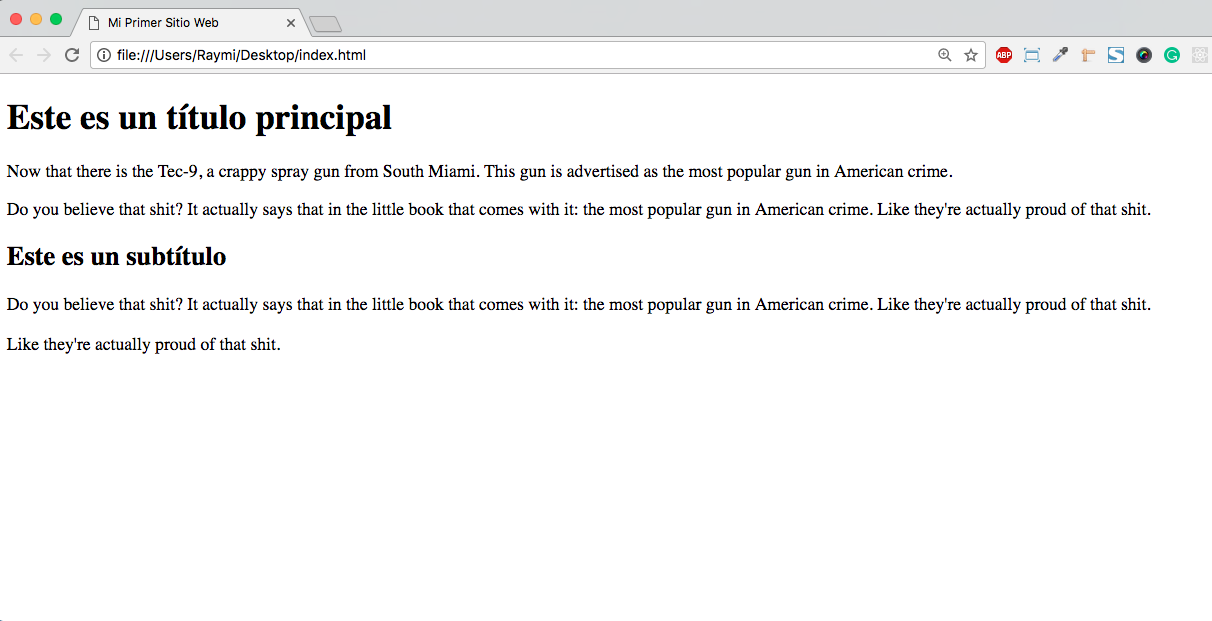 Mi Primer Sitio Web
file:///Users/Raymi/Desktop/index.html
ABP
Este es un título principal
Now that there is the Tec-9, a crappy spray gun from South Miami. This gun is advertised as the most popular gun in American crime.
Do you believe that shit? It actually says that in the little book that comes with it: the most popular gun in American crime. Like they're actually proud of that shit.
Este es un subtítulo
Do you believe that shit? It actually says that in the little book that comes with it: the most popular gun in American crime. Like they're actually proud of that shit.
Like they're actually proud of that shit.